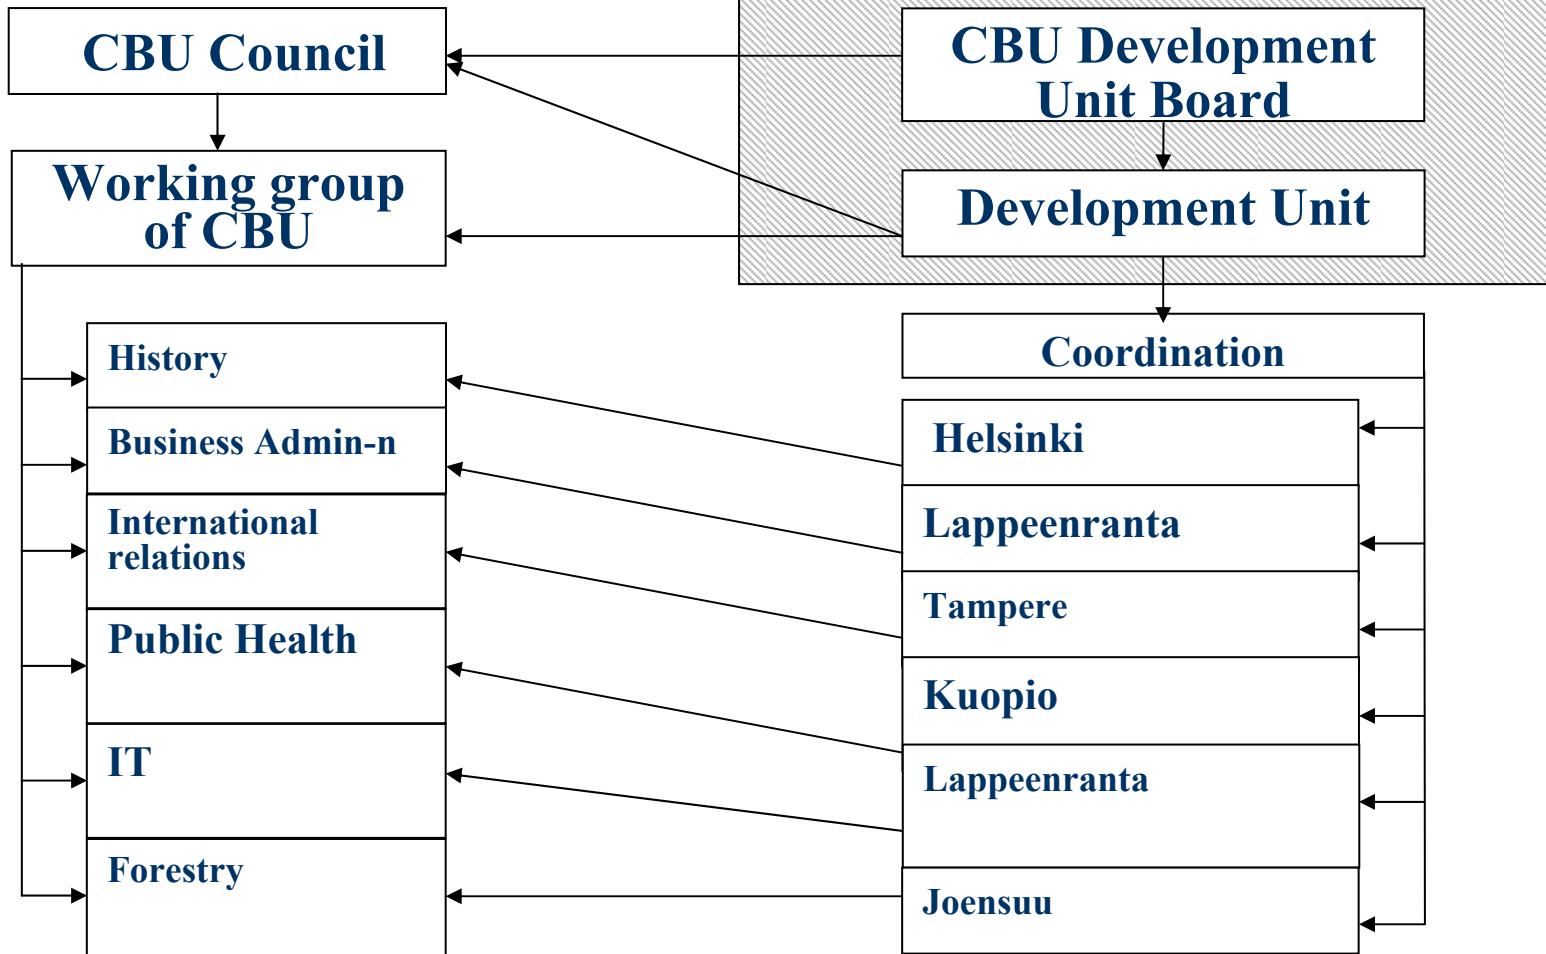 CBU Council
CBU Development
Unit Board
Working group
of CBU
Development Unit
Coordination
History
Business Admin-n
International
relations
Public Health
IT
Forestry
Helsinki
Lappeenranta
Tampere
Kuopio
Lappeenranta
Joensuu